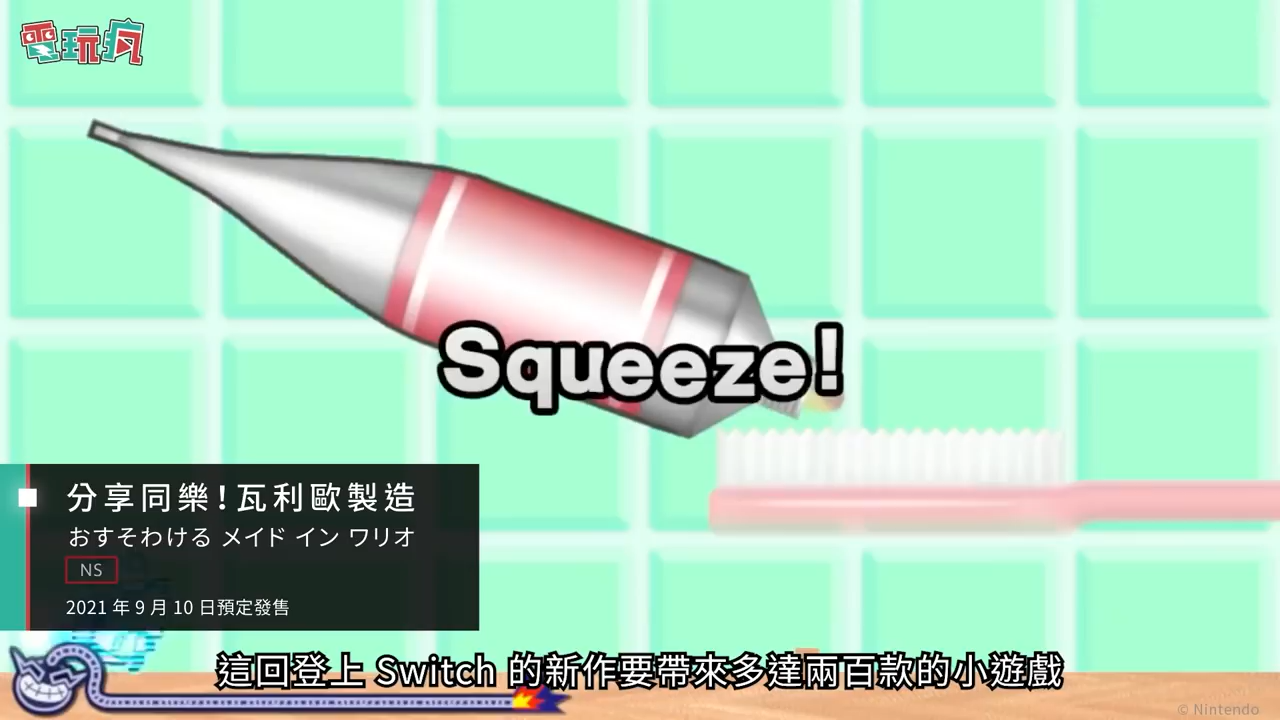 電玩瘋
Squeeze!
分享同樂!瓦利歐製造
おすそわける メイド イン ワリオ
NS
2021 年 9 月 10 日預定發售
這回登上 Switch 的新作要帶來多達兩百款的小遊戲
© Nintendo